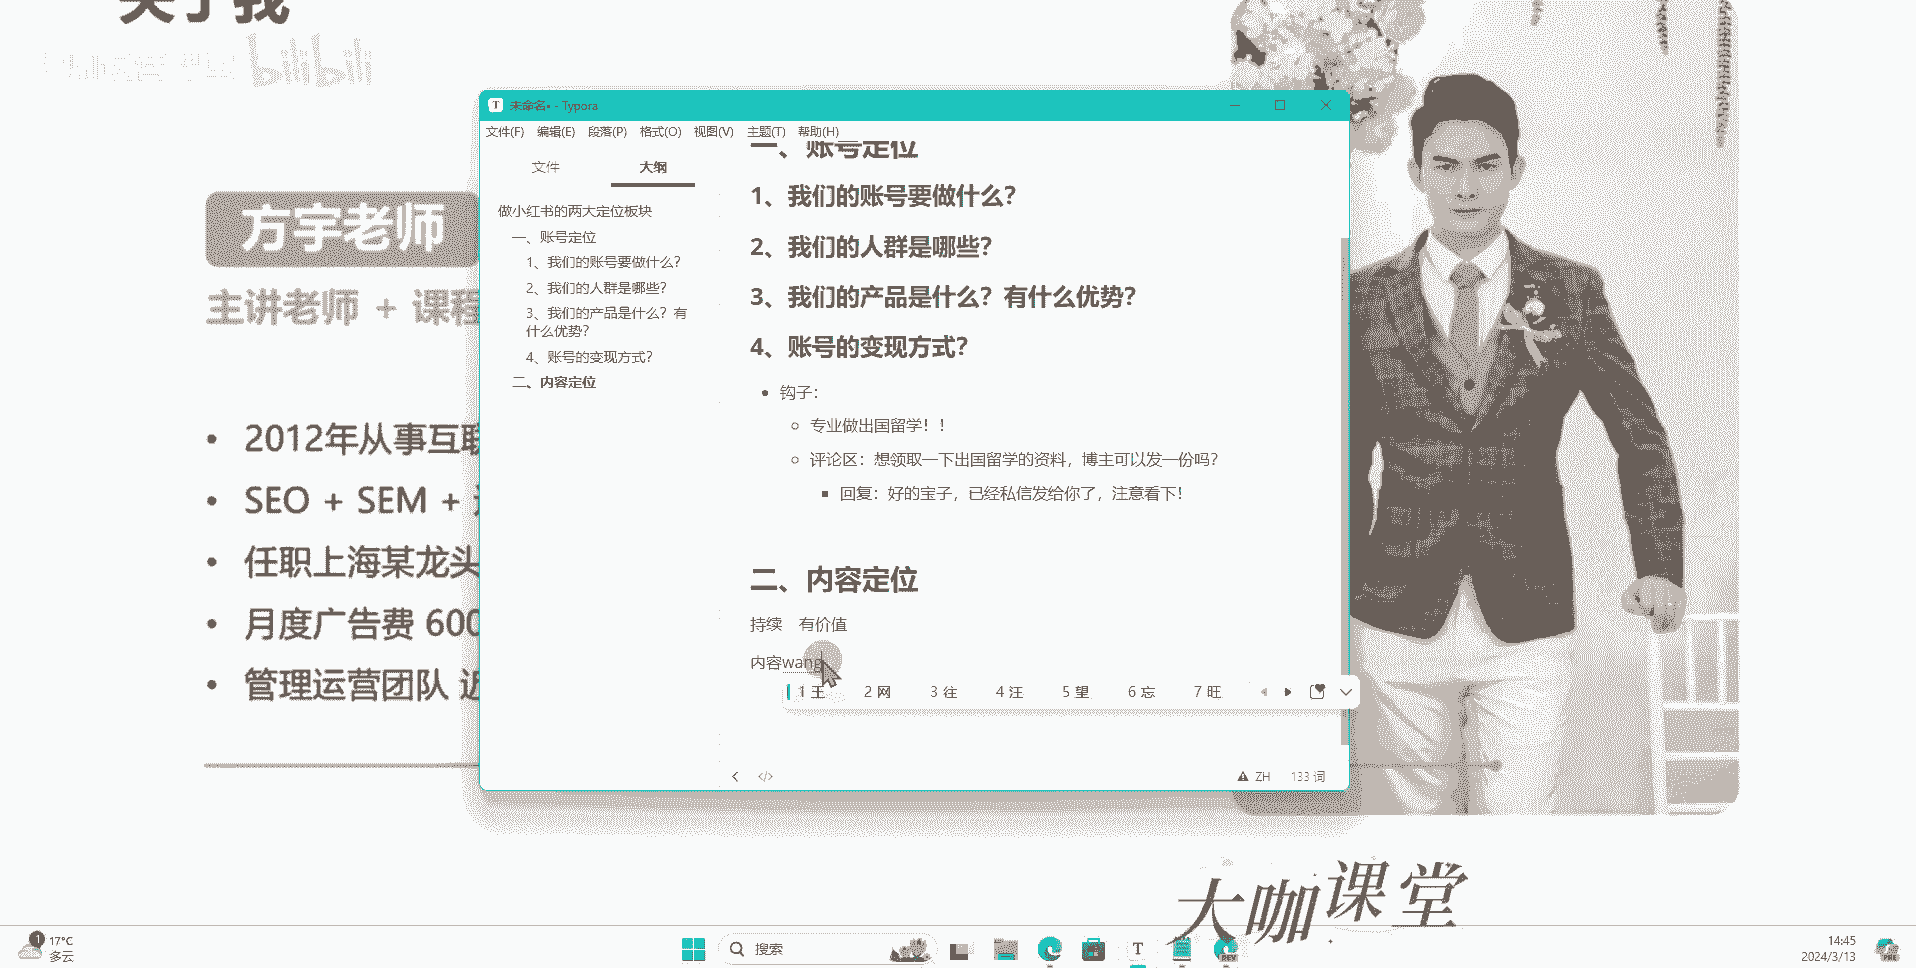 关于我
bilibili
方宇老师
主讲老师 + 课程
2012年从事互联
SEO + SEM +
任职上海某龙头
月度广告费 600
管理运营团队 近
未命名• - Typora
文件(F) 编辑(E) 段落(P) 格式(O) 视图(V) 主题(T) 帮助(H)
文件 大纲
做小红书的两大定位板块
一、账号定位
1、我们的账号要做什么？
2、我们的人群是哪些？
3、我们的产品是什么？有
什么优势？
4、账号的变现方式？
二、内容定位
一、账号定位
1、我们的账号要做什么？
2、我们的人群是哪些？
3、我们的产品是什么？有什么优势？
4、账号的变现方式？
钩子：
专业做出国留学！！
评论区：想领取一下出国留学的资料，博主可以发一份吗？
回复：好的宝子，已经私信发给你了，注意看下！
二、内容定位
持续 有价值
内容wang
1 王 2 网 3 往 4 汪 5 望 6 忘 7 旺
ZH 133 词
大咖课堂
1 17°C
多云
搜索
T
DEV
14:45
2024/3/13
PRE